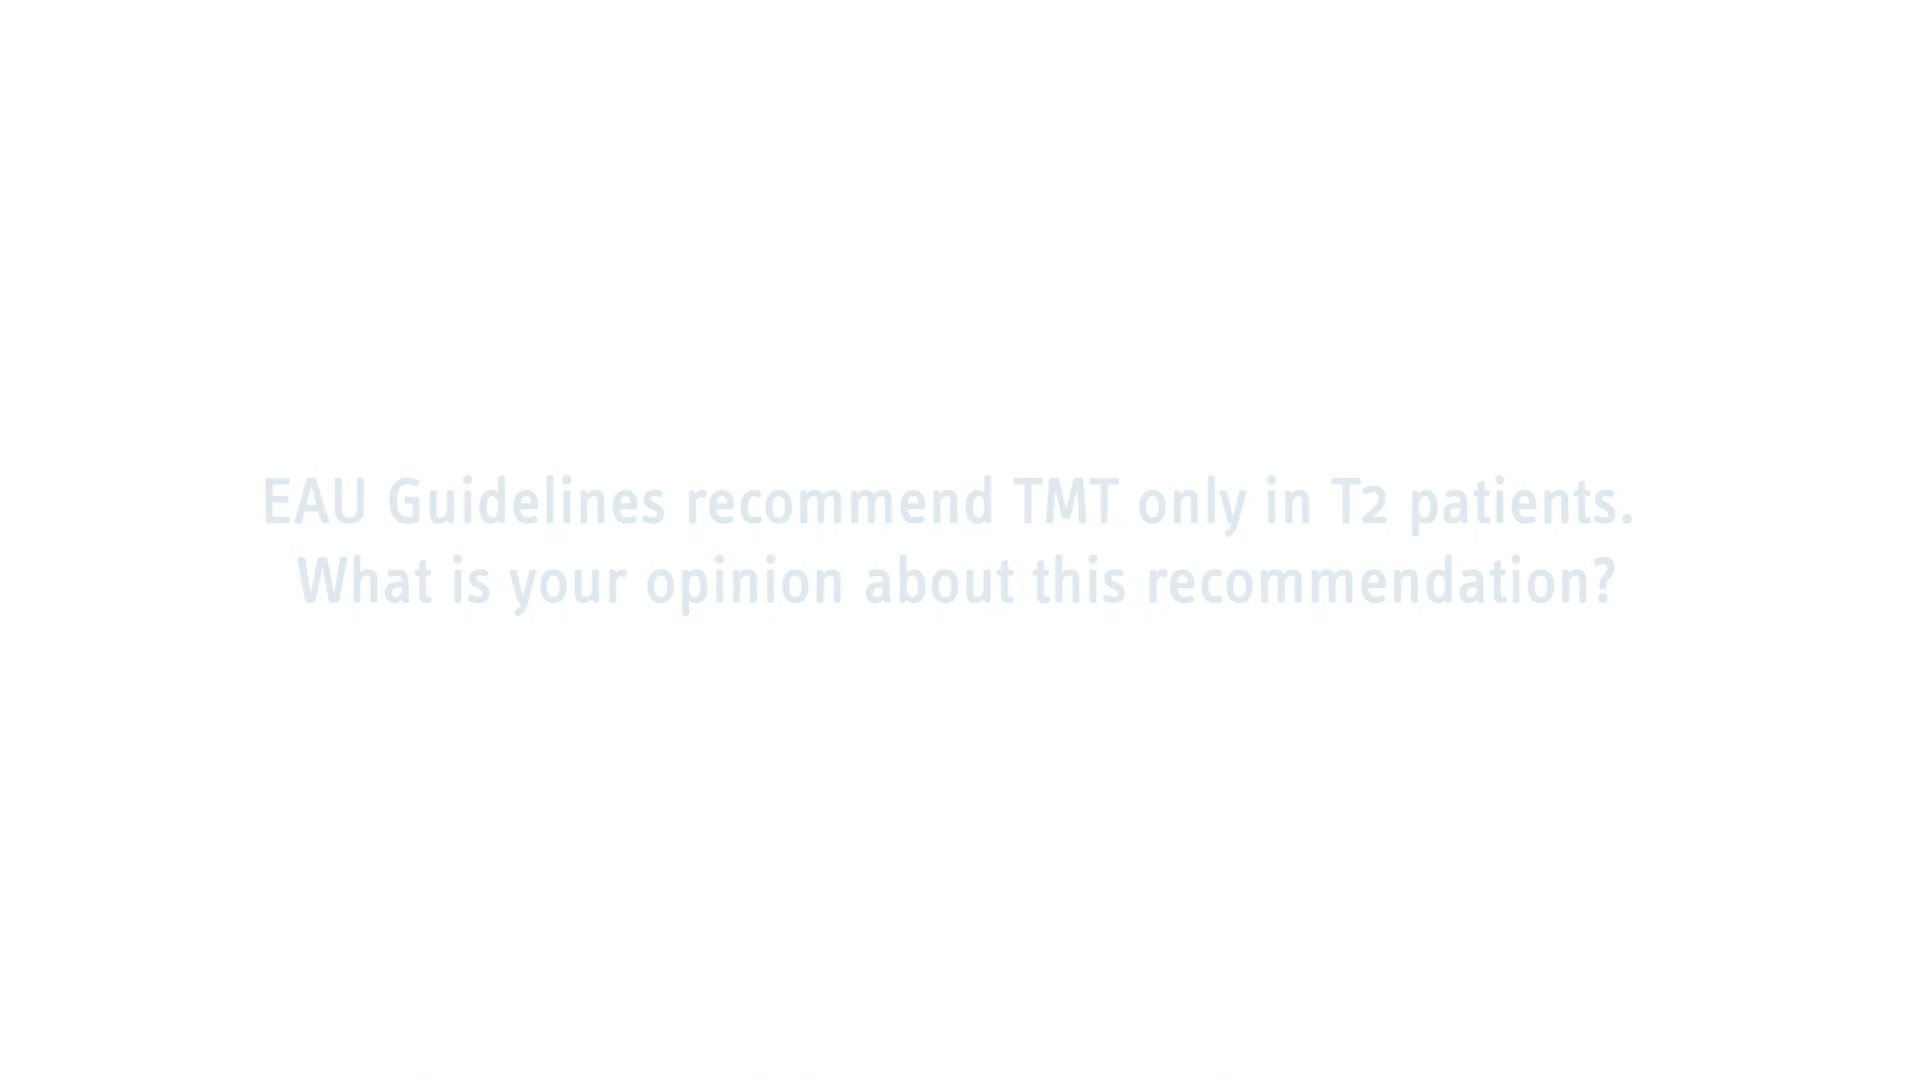 EAU Guidelines recommend TMT only in T2 patients.
What is your opinion about this recommendation?